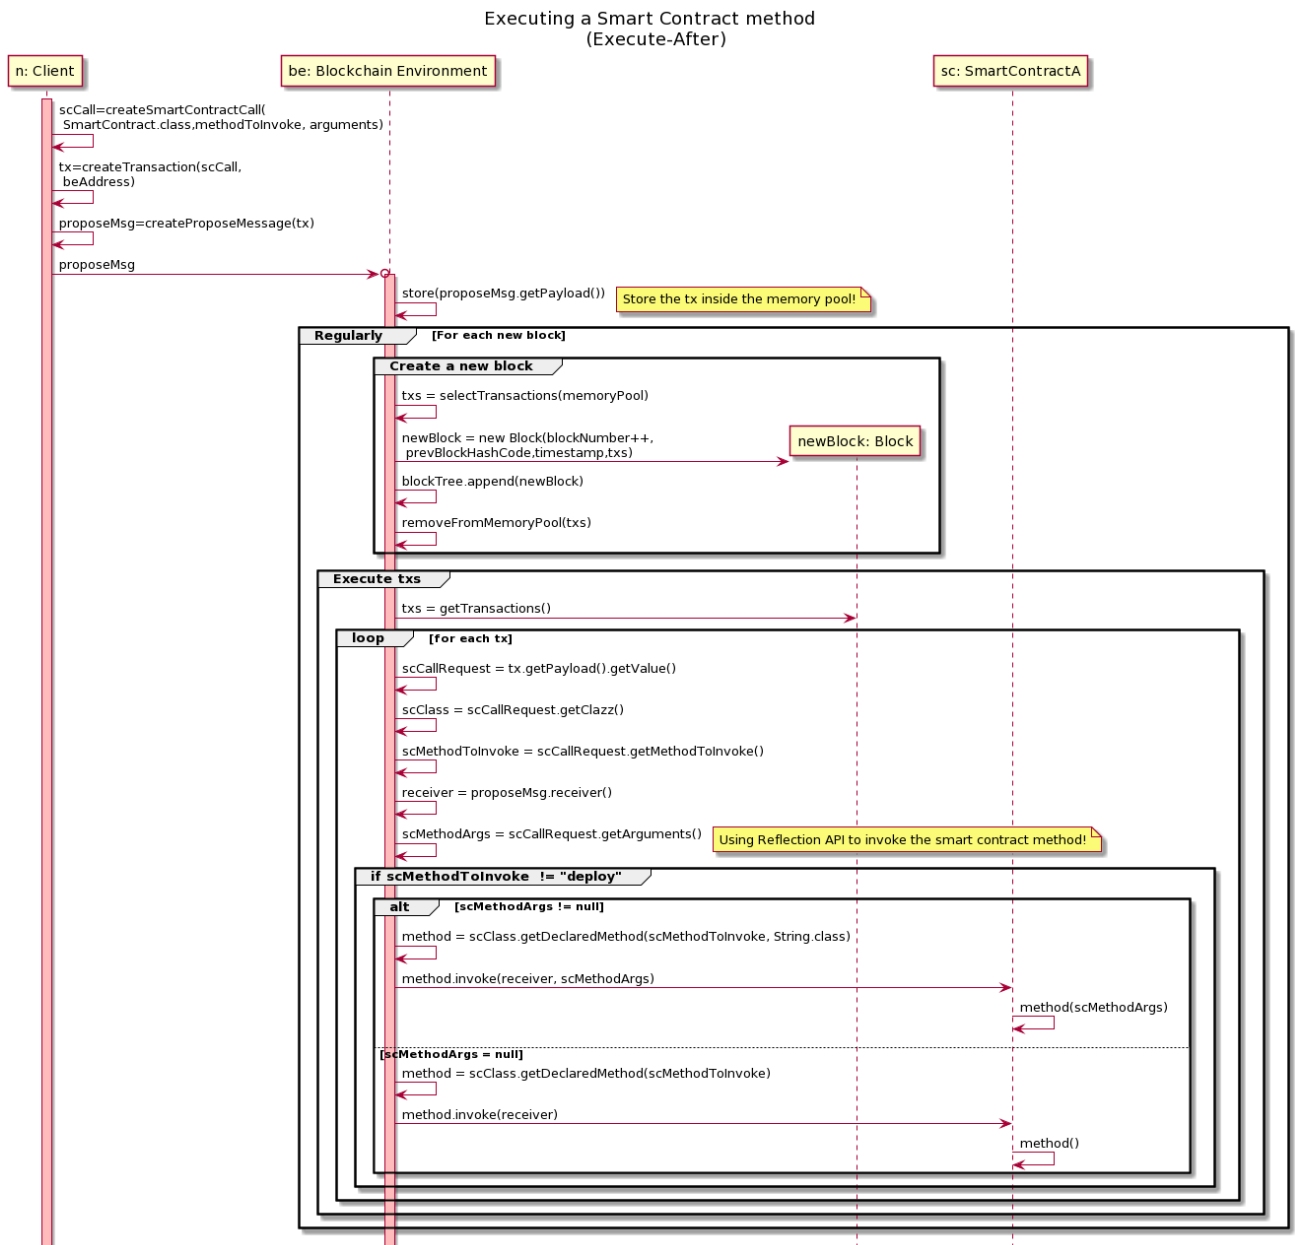 Executing a Smart Contract method
(Execute-After)
n: Client
be: Blockchain Environment
sc: SmartContractA
scCall=createSmartContractCall(
SmartContract.class,methodToInvoke, arguments)
tx=createTransaction(scCall,
beAddress)
proposeMsg=createProposeMessage(tx)
proposeMsg
store(proposeMsg.getPayload())
Store the tx inside the memory pool!
Regularly
[For each new block]
Create a new block
txs = selectTransactions(memoryPool)
newBlock = new Block(blockNumber++,
prevBlockHashCode,timestamp,txs)
newBlock: Block
blockTree.append(newBlock)
removeFromMemoryPool(txs)
Execute txs
txs = getTransactions()
loop
[for each tx]
scCallRequest = tx.getPayload().getValue()
scClass = scCallRequest.getClazz()
scMethodToInvoke = scCallRequest.getMethodToInvoke()
receiver = proposeMsg.receiver()
scMethodArgs = scCallRequest.getArguments()
Using Reflection API to invoke the smart contract method!
if scMethodToInvoke != "deploy"
alt
[scMethodArgs != null]
method = scClass.getDeclaredMethod(scMethodToInvoke, String.class)
method.invoke(receiver, scMethodArgs)
method(scMethodArgs)
[scMethodArgs = null]
method = scClass.getDeclaredMethod(scMethodToInvoke)
method.invoke(receiver)
method()